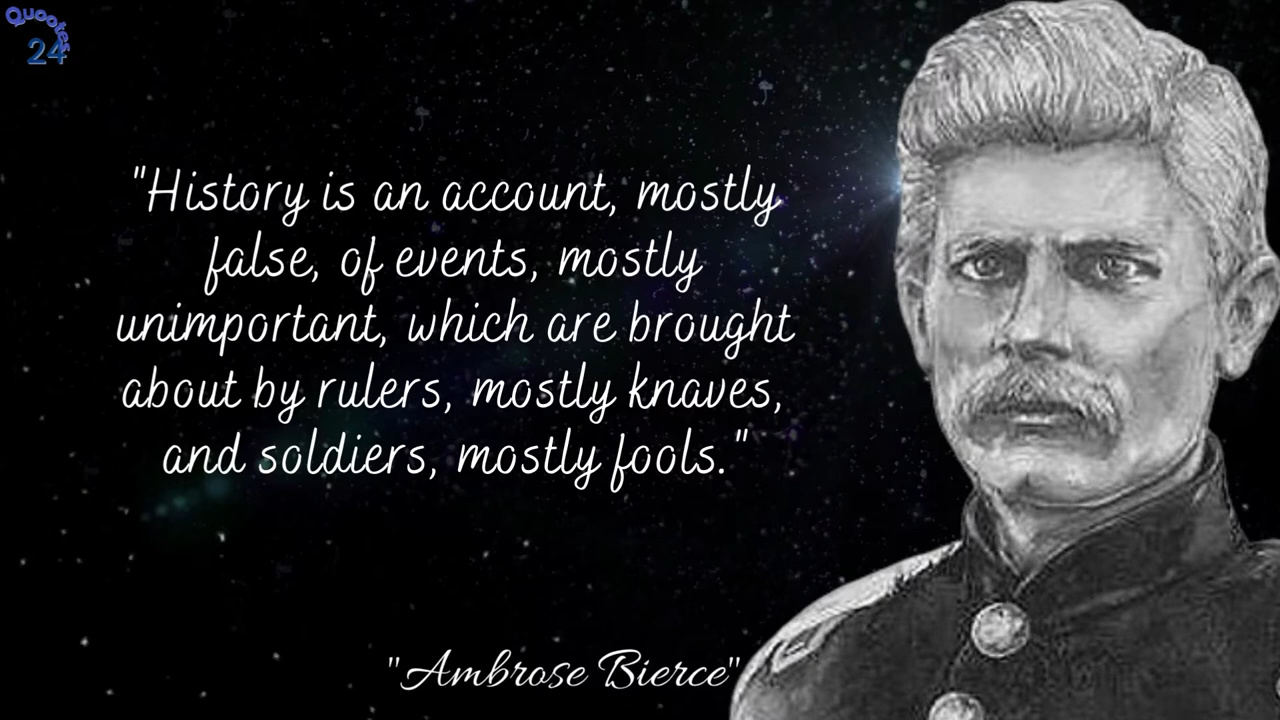 Quootes
24
"History is an account, mostly
false, of events, mostly
unimportant, which are brought
about by rulers, mostly knaves,
and soldiers, mostly fools."
"Ambrose Bierce"